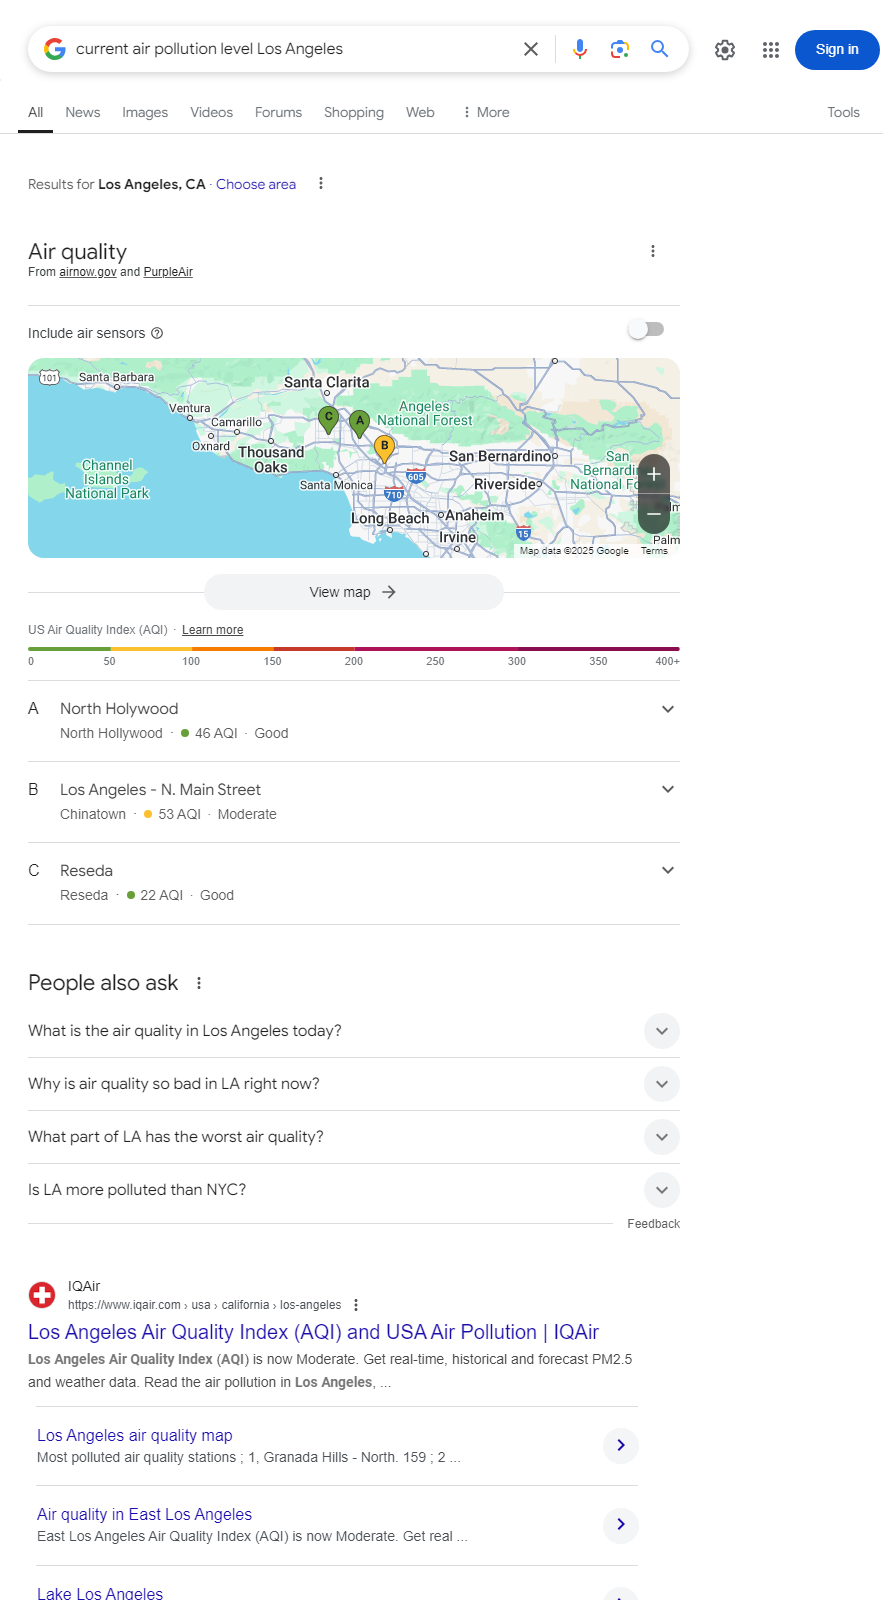 current air pollution level Los Angeles
Sign in
All News Images Videos Forums Shopping Web More Tools
Results for Los Angeles, CA · Choose area
Air quality
From airnow.gov and PurpleAir
Include air sensors
101
Santa Barbara
Santa Clarita
Ventura
Camarillo
Angeles
National Forest
Oxnard
Thousand
Oaks
C
A
B
San Bernardino
San
Bernardin
National Fo
Channel
Islands
National Park
Santa Monica
605
710
Riverside
Long Beach
Anaheim
Irvine
15
Palm
Map data ©2025 Google Terms
View map
US Air Quality Index (AQI) · Learn more
0 50 100 150 200 250 300 350 400+
A North Holywood
North Hollywood · 46 AQI · Good
B Los Angeles - N. Main Street
Chinatown · 53 AQI · Moderate
C Reseda
Reseda · 22 AQI · Good
People also ask
What is the air quality in Los Angeles today?
Why is air quality so bad in LA right now?
What part of LA has the worst air quality?
Is LA more polluted than NYC?
Feedback
IQAir
https://www.iqair.com › usa › california › los-angeles
Los Angeles Air Quality Index (AQI) and USA Air Pollution | IQAir
Los Angeles Air Quality Index (AQI) is now Moderate. Get real-time, historical and forecast PM2.5
and weather data. Read the air pollution in Los Angeles, ...
Los Angeles air quality map
Most polluted air quality stations ; 1, Granada Hills - North. 159 ; 2 ...
Air quality in East Los Angeles
East Los Angeles Air Quality Index (AQI) is now Moderate. Get real ...
Lake Los Angeles